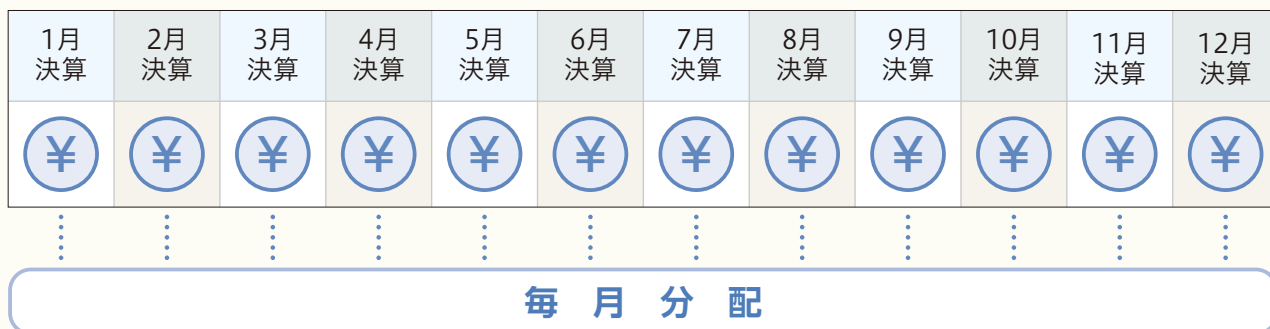 1月
決算
2月
決算
3月
決算
4月
決算
5月
決算
6月
決算
7月
決算
8月
決算
9月
決算
10月
決算
11月
決算
12月
決算
¥ ¥ ¥ ¥ ¥ ¥ ¥ ¥ ¥ ¥ ¥ ¥
毎月分配